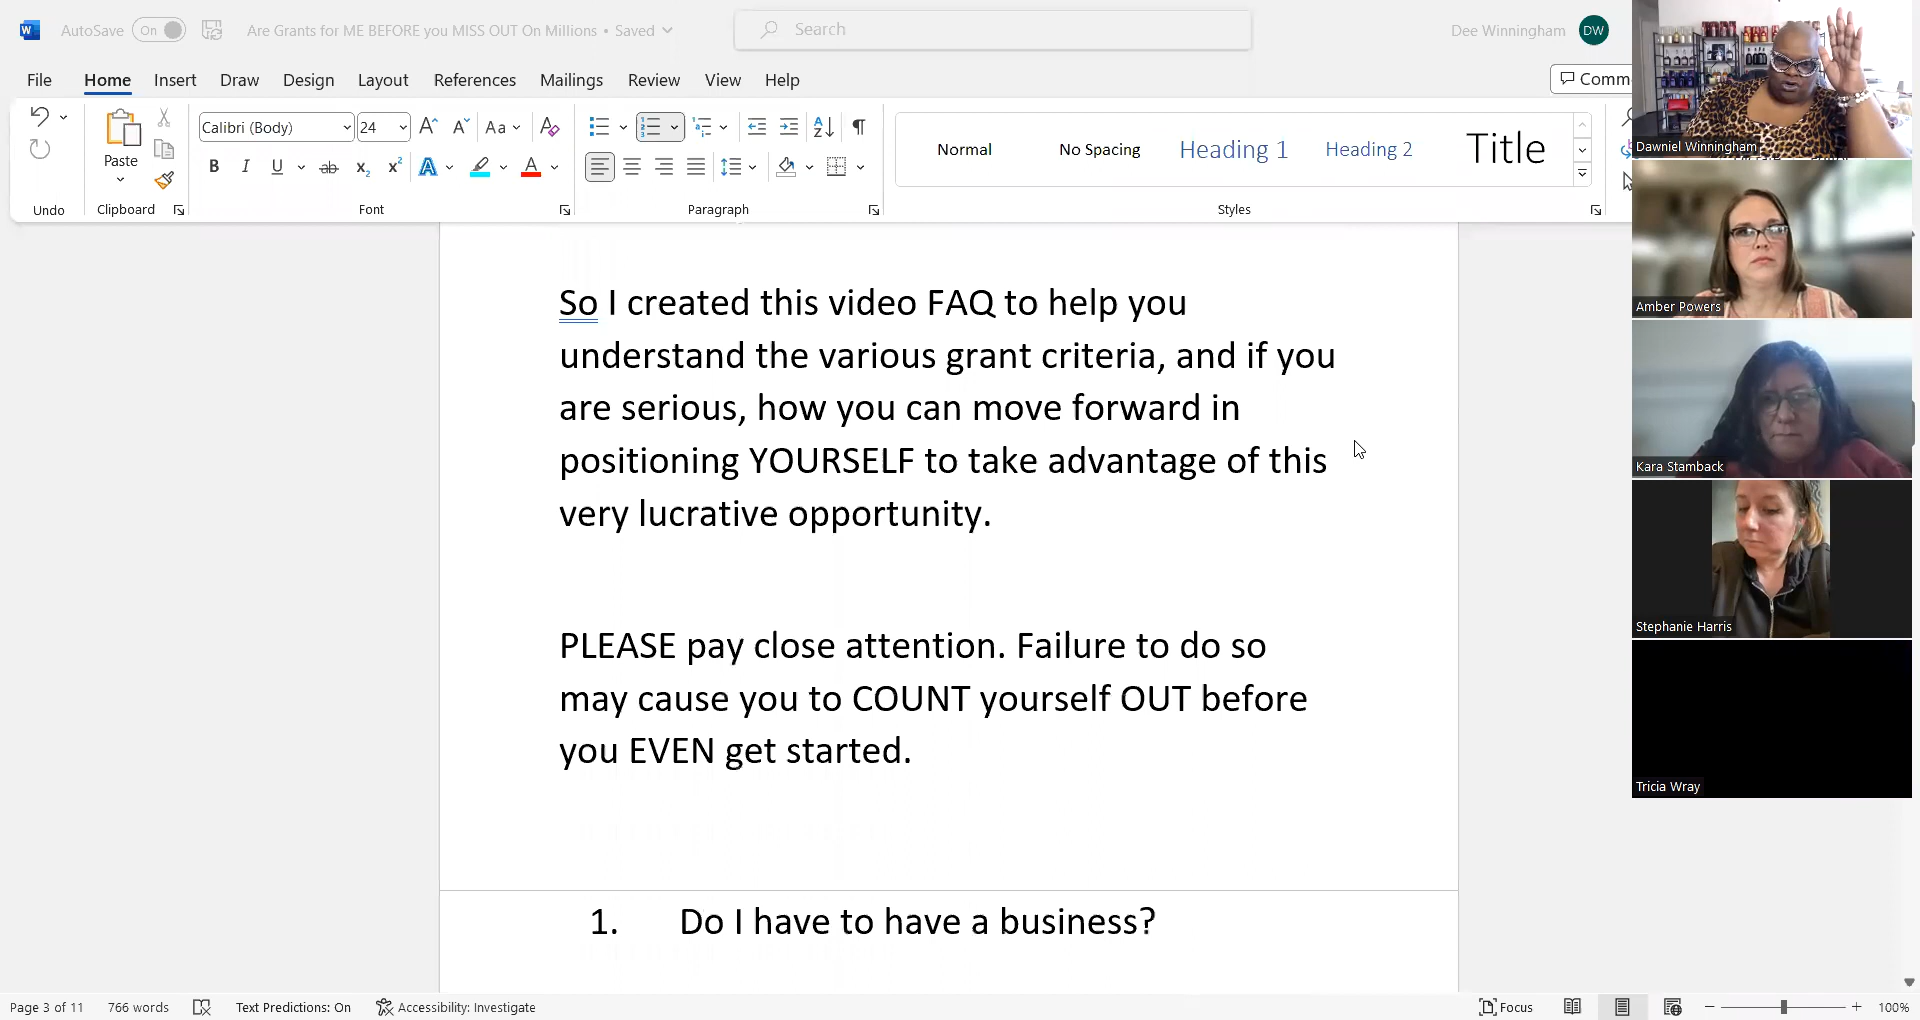 AutoSave On Are Grants for ME BEFORE you MISS OUT On Millions • Saved Search Dee Winningham DW
File Home Insert Draw Design Layout References Mailings Review View Help Comm
Calibri (Body) 24 Aa
Paste
Normal No Spacing Heading 1 Heading 2 Title
Undo Clipboard Font Paragraph Styles
So I created this video FAQ to help you
understand the various grant criteria, and if you
are serious, how you can move forward in
positioning YOURSELF to take advantage of this
very lucrative opportunity.
PLEASE pay close attention. Failure to do so
may cause you to COUNT yourself OUT before
you EVEN get started.
1. Do I have to have a business?
Dawniel Winningham
Amber Powers
Kara Stamback
Stephanie Harris
Tricia Wray
Page 3 of 11 766 words Text Predictions: On Accessibility: Investigate Focus 100%